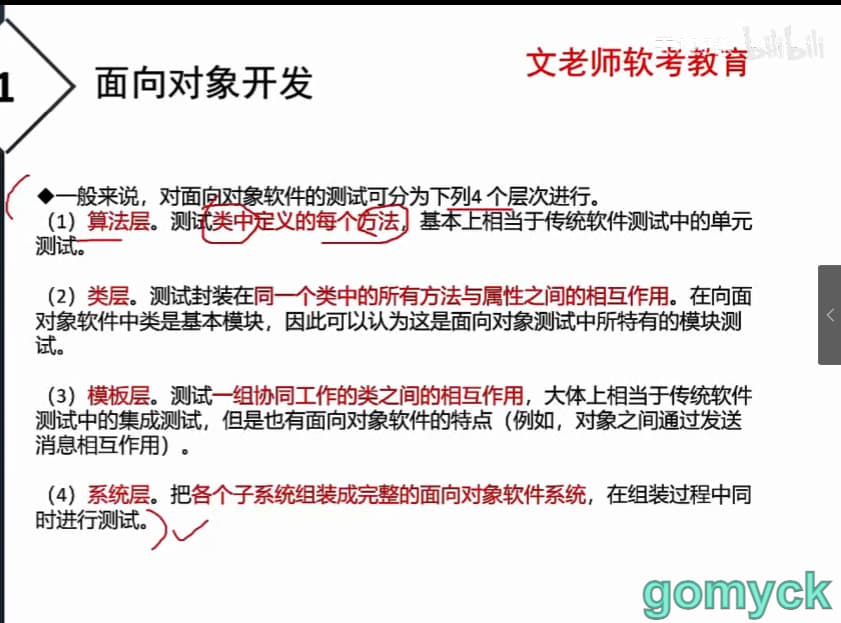 1
面向对象开发
文老师软考教育
bilibili
◆一般来说，对面向对象软件的测试可分为下列4 个层次进行。
（1）算法层。测试类中定义的每个方法，基本上相当于传统软件测试中的单元
测试。
（2）类层。测试封装在同一个类中的所有方法与属性之间的相互作用。在向面
对象软件中类是基本模块，因此可以认为这是面向对象测试中所特有的模块测
试。
（3）模板层。测试一组协同工作的类之间的相互作用，大体上相当于传统软件
测试中的集成测试，但是也有面向对象软件的特点（例如，对象之间通过发送
消息相互作用）。
（4）系统层。把各个子系统组装成完整的面向对象软件系统，在组装过程中同
时进行测试。
gomyck